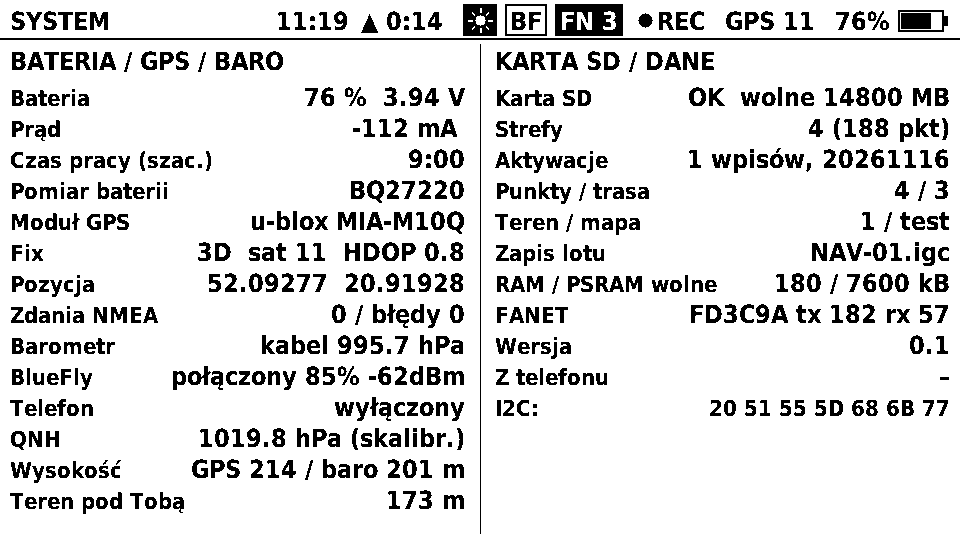 SYSTEM 11:19 ▲ 0:14 BF FN 3 ●REC GPS 11 76%
BATERIA / GPS / BARO
Bateria 76 % 3.94 V
Prąd -112 mA
Czas pracy (szac.) 9:00
Pomiar baterii BQ27220
Moduł GPS u-blox MIA-M10Q
Fix 3D sat 11 HDOP 0.8
Pozycja 52.09277 20.91928
Zdania NMEA 0 / błędy 0
Barometr kabel 995.7 hPa
BlueFly połączony 85% -62dBm
Telefon wyłączony
QNH 1019.8 hPa (skalibr.)
Wysokość GPS 214 / baro 201 m
Teren pod Tobą 173 m
KARTA SD / DANE
Karta SD OK wolne 14800 MB
Strefy 4 (188 pkt)
Aktywacje 1 wpisów, 20261116
Punkty / trasa 4 / 3
Teren / mapa 1 / test
Zapis lotu NAV-01.igc
RAM / PSRAM wolne 180 / 7600 kB
FANET FD3C9A tx 182 rx 57
Wersja 0.1
Z telefonu –
I2C: 20 51 55 5D 68 6B 77